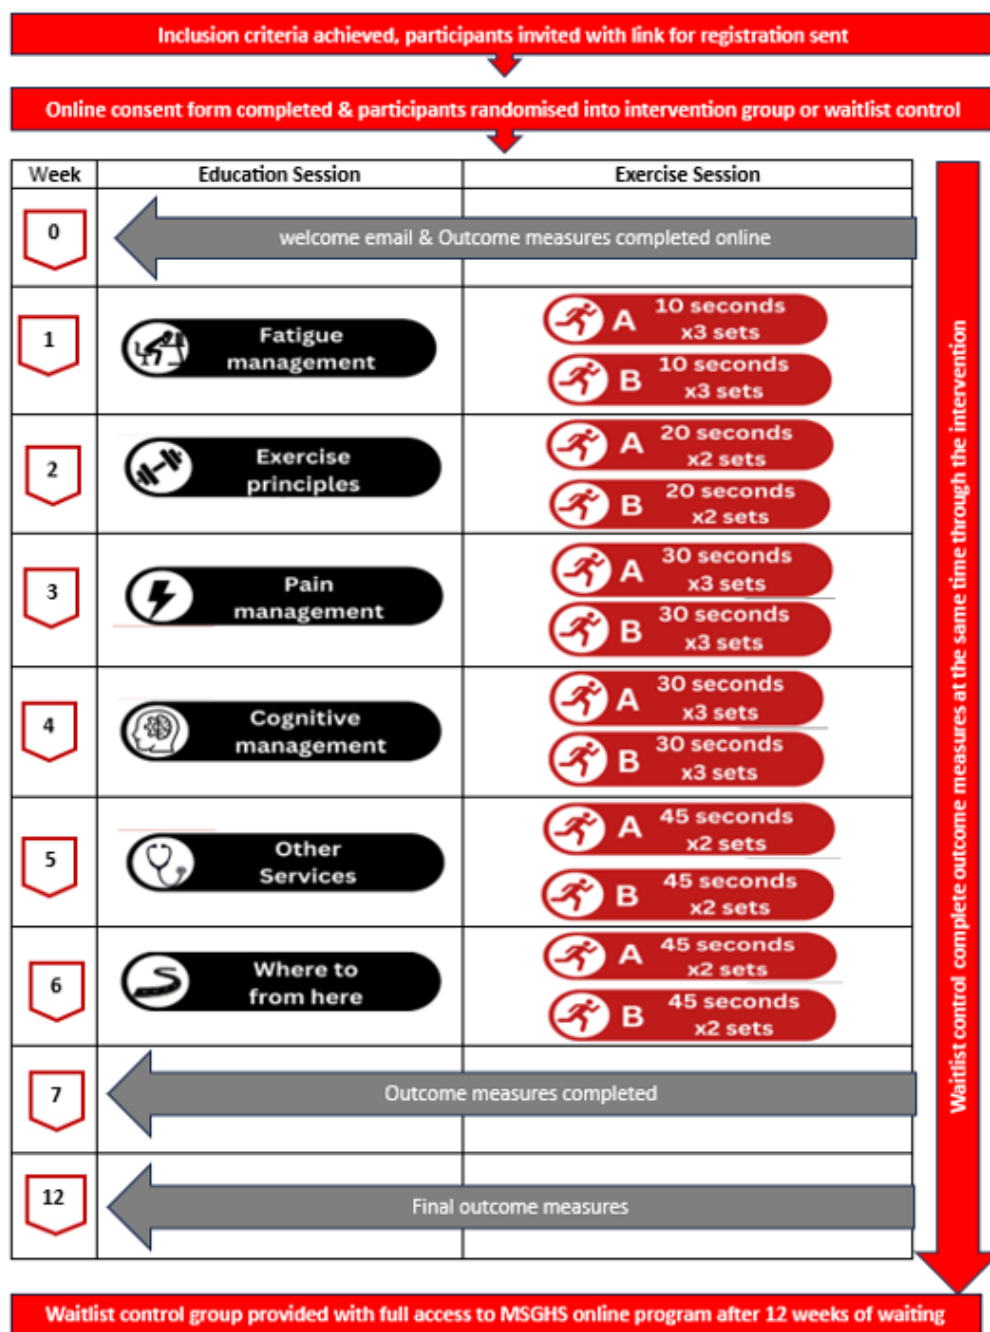 Inclusion criteria achieved, participants invited with link for registration sent
Online consent form completed & participants randomised into intervention group or waitlist control
Week Education Session Exercise Session
0
welcome email & Outcome measures completed online
1
Fatigue
management
A 10 seconds
x3 sets
B 10 seconds
x3 sets
2
Exercise
principles
A 20 seconds
x2 sets
B 20 seconds
x2 sets
3
Pain
management
A 30 seconds
x3 sets
B 30 seconds
x3 sets
4
Cognitive
management
A 30 seconds
x3 sets
B 30 seconds
x3 sets
5
Other
Services
A 45 seconds
x2 sets
B 45 seconds
x2 sets
6
Where to
from here
A 45 seconds
x2 sets
B 45 seconds
x2 sets
7
Outcome measures completed
12
Final outcome measures
Waitlist control complete outcome measures at the same time through the intervention
Waitlist control group provided with full access to MSGHS online program after 12 weeks of waiting